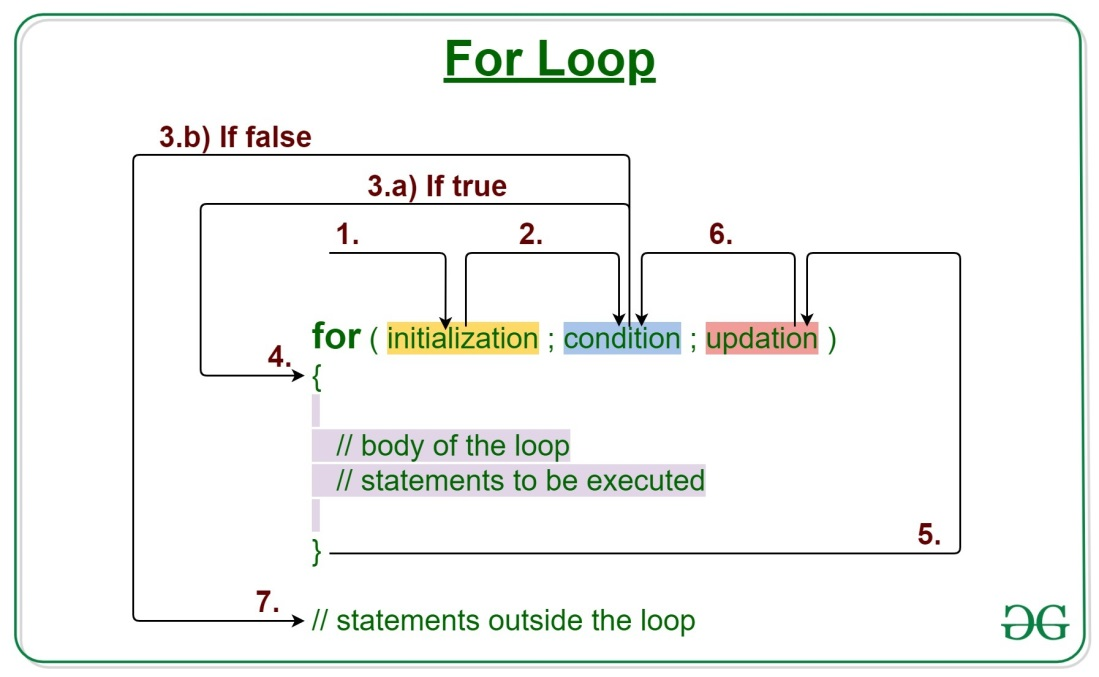 For Loop
3.b) If false
3.a) If true
1.
2.
6.
for ( initialization ; condition ; updation )
4.
{
// body of the loop
// statements to be executed
5.
}
7.
// statements outside the loop